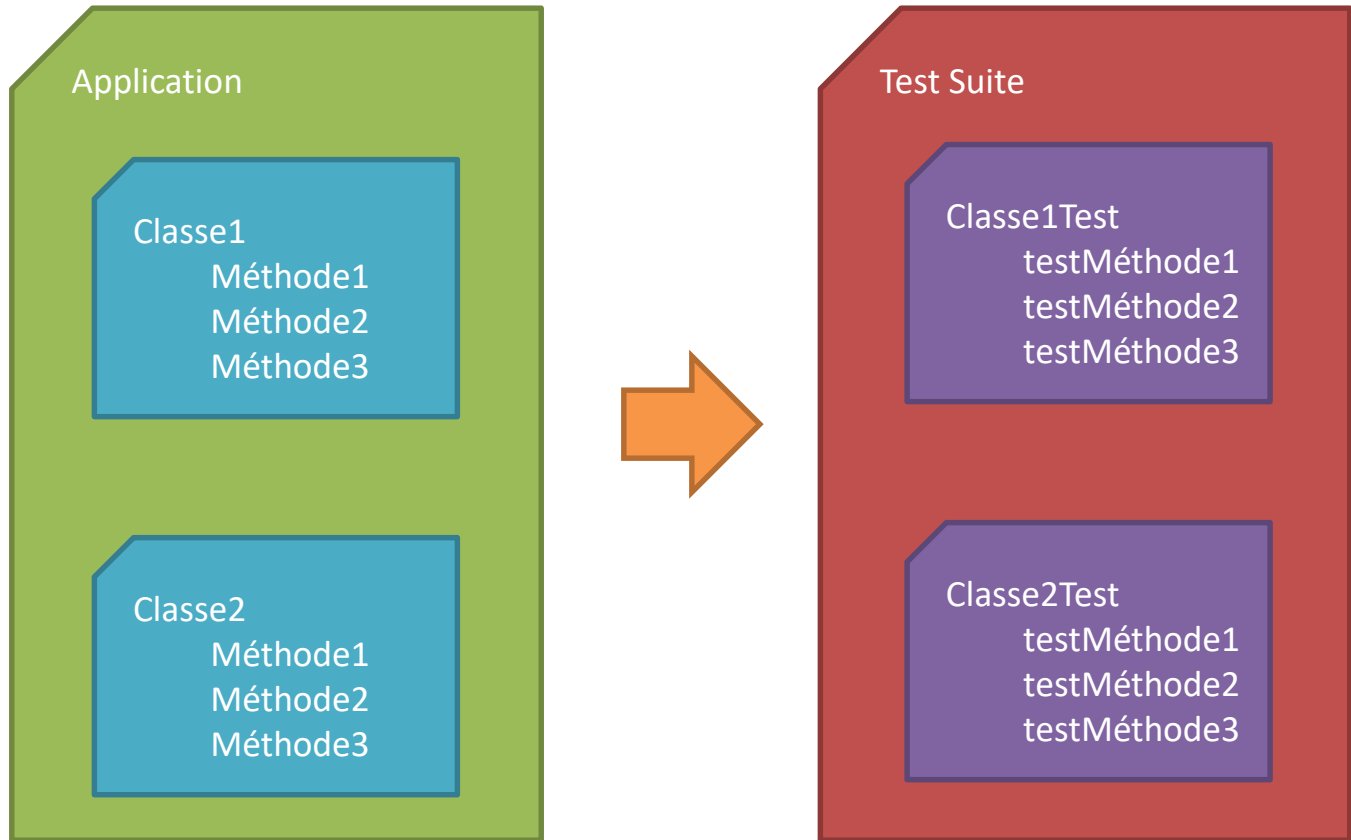 Application
Classe1
Méthode1
Méthode2
Méthode3
Classe2
Méthode1
Méthode2
Méthode3
Test Suite
Classe1Test
testMéthode1
testMéthode2
testMéthode3
Classe2Test
testMéthode1
testMéthode2
testMéthode3